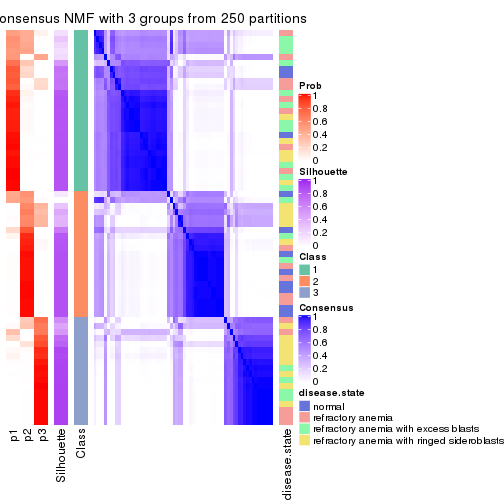 onsensus NMF with 3 groups from 250 partitions
Prob
1
0.8
0.6
0.4
0.2
0
Silhouette
1
0.8
0.6
0.4
0.2
0
Class
1
2
3
Consensus
1
0.8
0.6
0.4
0.2
0
disease.state
normal
refractory anemia
refractory anemia with excess blasts
refractory anemia with ringed sideroblasts
p1
p2
p3
Silhouette
Class
disease.state